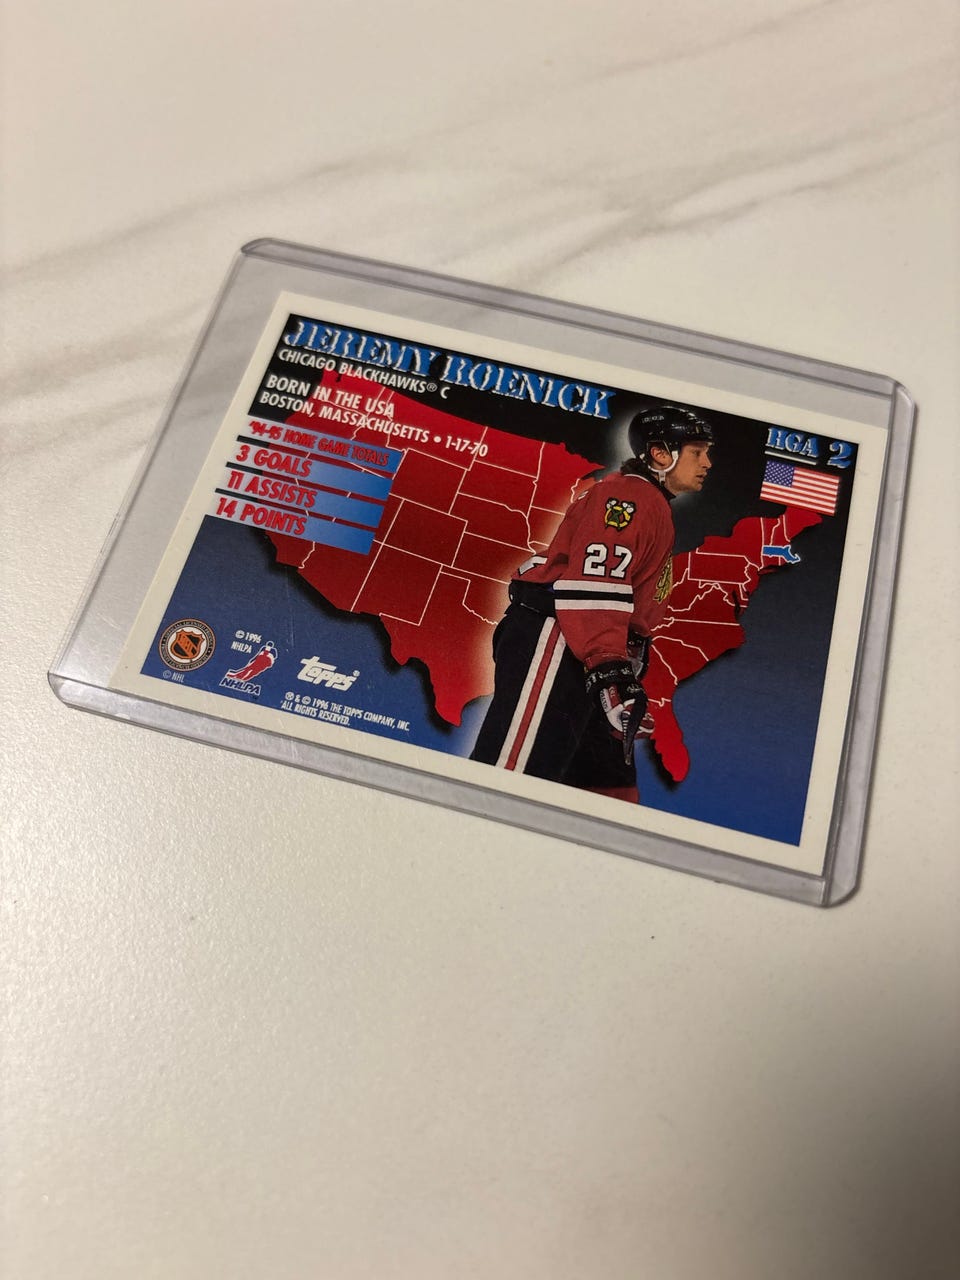 JEREMY ROENICK
CHICAGO BLACKHAWKS® C
BORN IN THE USA
BOSTON, MASSACHUSETTS • 1-17-70
'94-95 HOME GAME TOTALS
3 GOALS
11 ASSISTS
14 POINTS
HGA 2
27
© NHL
© 1996
NHLPA
NHLPA
topps®
® & © 1996 THE TOPPS COMPANY, INC.
ALL RIGHTS RESERVED.